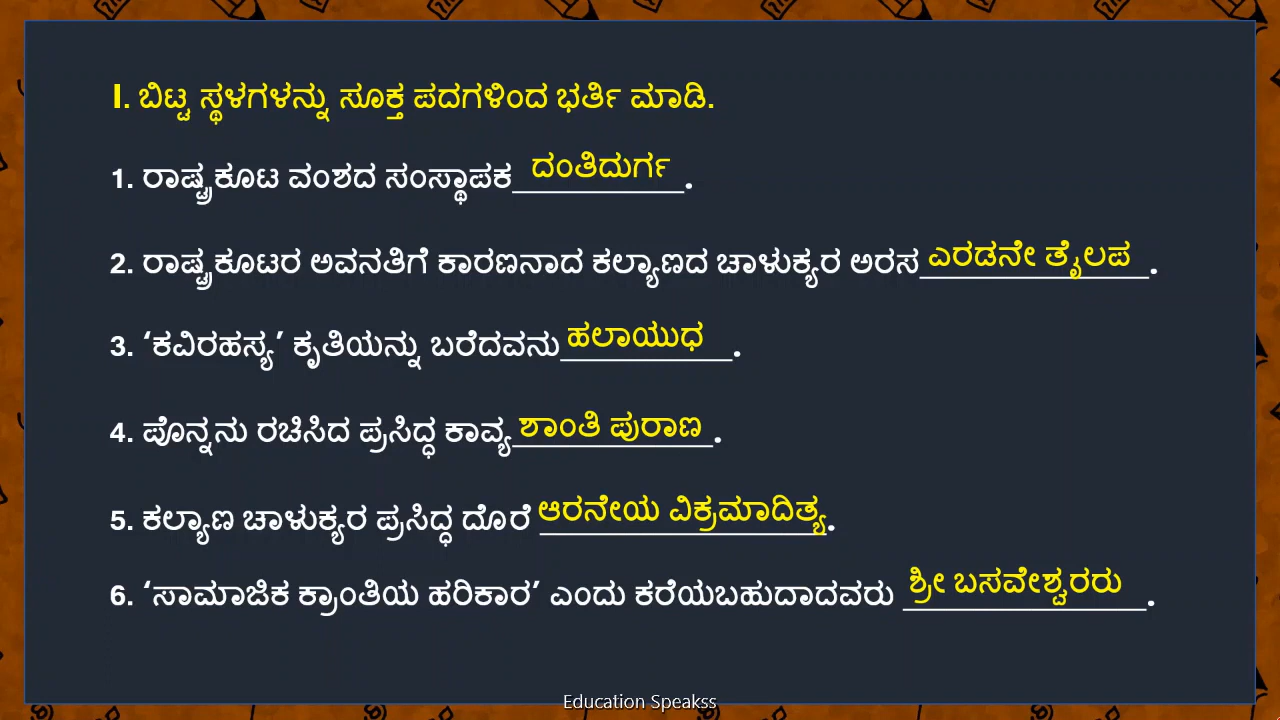 I. ಬಿಟ್ಟ ಸ್ಥಳಗಳನ್ನು ಸೂಕ್ತ ಪದಗಳಿಂದ ಭರ್ತಿ ಮಾಡಿ.
1. ರಾಷ್ಟ್ರಕೂಟ ವಂಶದ ಸಂಸ್ಥಾಪಕ ದಂತಿದುರ್ಗ.
2. ರಾಷ್ಟ್ರಕೂಟರ ಅವನತಿಗೆ ಕಾರಣನಾದ ಕಲ್ಯಾಣದ ಚಾಳುಕ್ಯರ ಅರಸ ಎರಡನೇ ತೈಲಪ.
3. ‘ಕವಿರಹಸ್ಯ’ ಕೃತಿಯನ್ನು ಬರೆದವನು ಹಲಾಯುಧ.
4. ಪೊನ್ನನು ರಚಿಸಿದ ಪ್ರಸಿದ್ಧ ಕಾವ್ಯ ಶಾಂತಿ ಪುರಾಣ.
5. ಕಲ್ಯಾಣ ಚಾಳುಕ್ಯರ ಪ್ರಸಿದ್ಧ ದೊರೆ ಆರನೇಯ ವಿಕ್ರಮಾದಿತ್ಯ.
6. ‘ಸಾಮಾಜಿಕ ಕ್ರಾಂತಿಯ ಹರಿಕಾರ’ ಎಂದು ಕರೆಯಬಹುದಾದವರು ಶ್ರೀ ಬಸವೇಶ್ವರರು.
Education Speakss